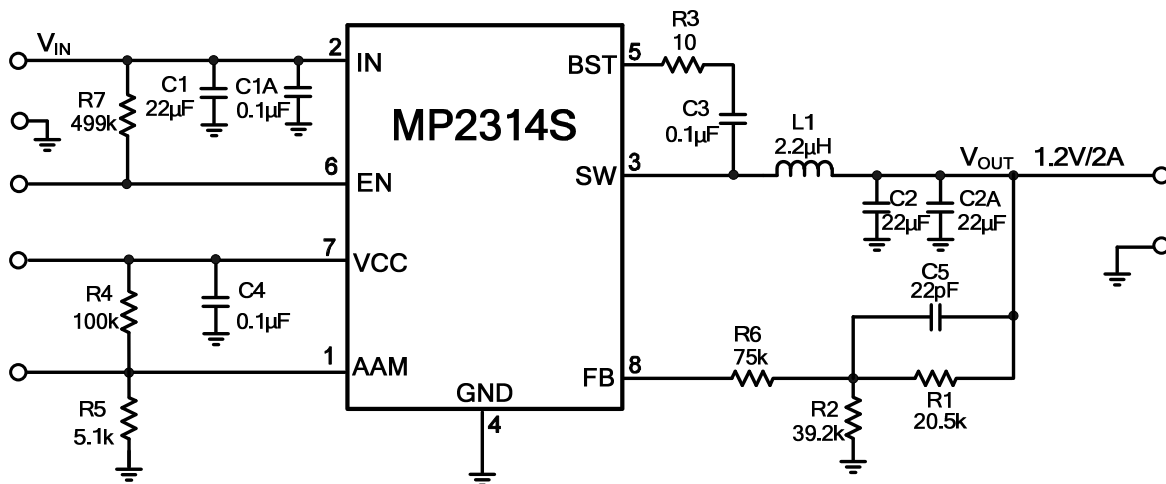 V_IN
2
IN
R7
499k
C1
22µF
C1A
0.1µF
6
EN
7
VCC
R4
100k
C4
0.1µF
1
AAM
R5
5.1k
MP2314S
GND
4
BST
5
R3
10
C3
0.1µF
SW
3
L1
2.2µH
V_OUT 1.2V/2A
C2
22µF
C2A
22µF
C5
22pF
FB
8
R6
75k
R2
39.2k
R1
20.5k